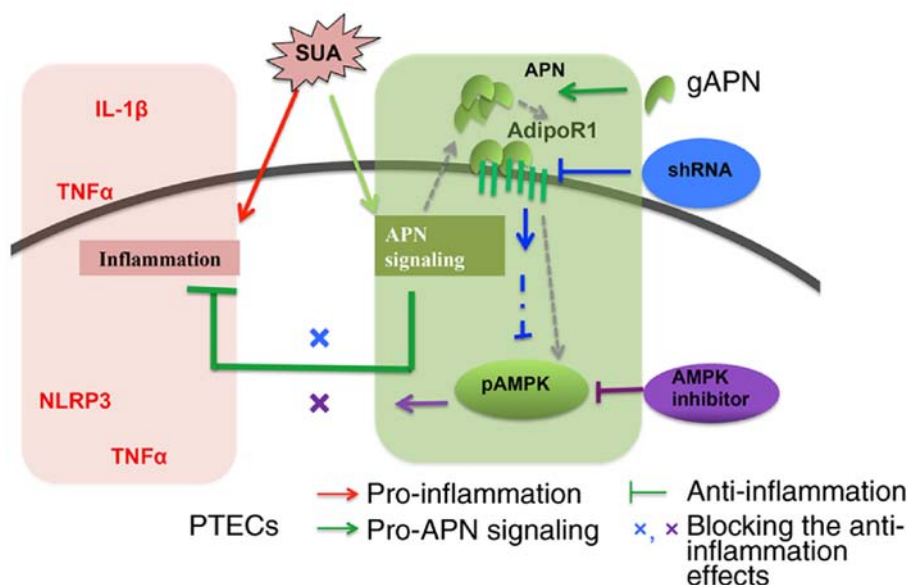 SUA
APN
gAPN
IL-1β
AdipoR1
TNFα
shRNA
Inflammation
APN
signaling
NLRP3
pAMPK
AMPK
inhibitor
TNFα
PTECs
Pro-inflammation
Pro-APN signaling
Anti-inflammation
×, × Blocking the anti-
inflammation
effects